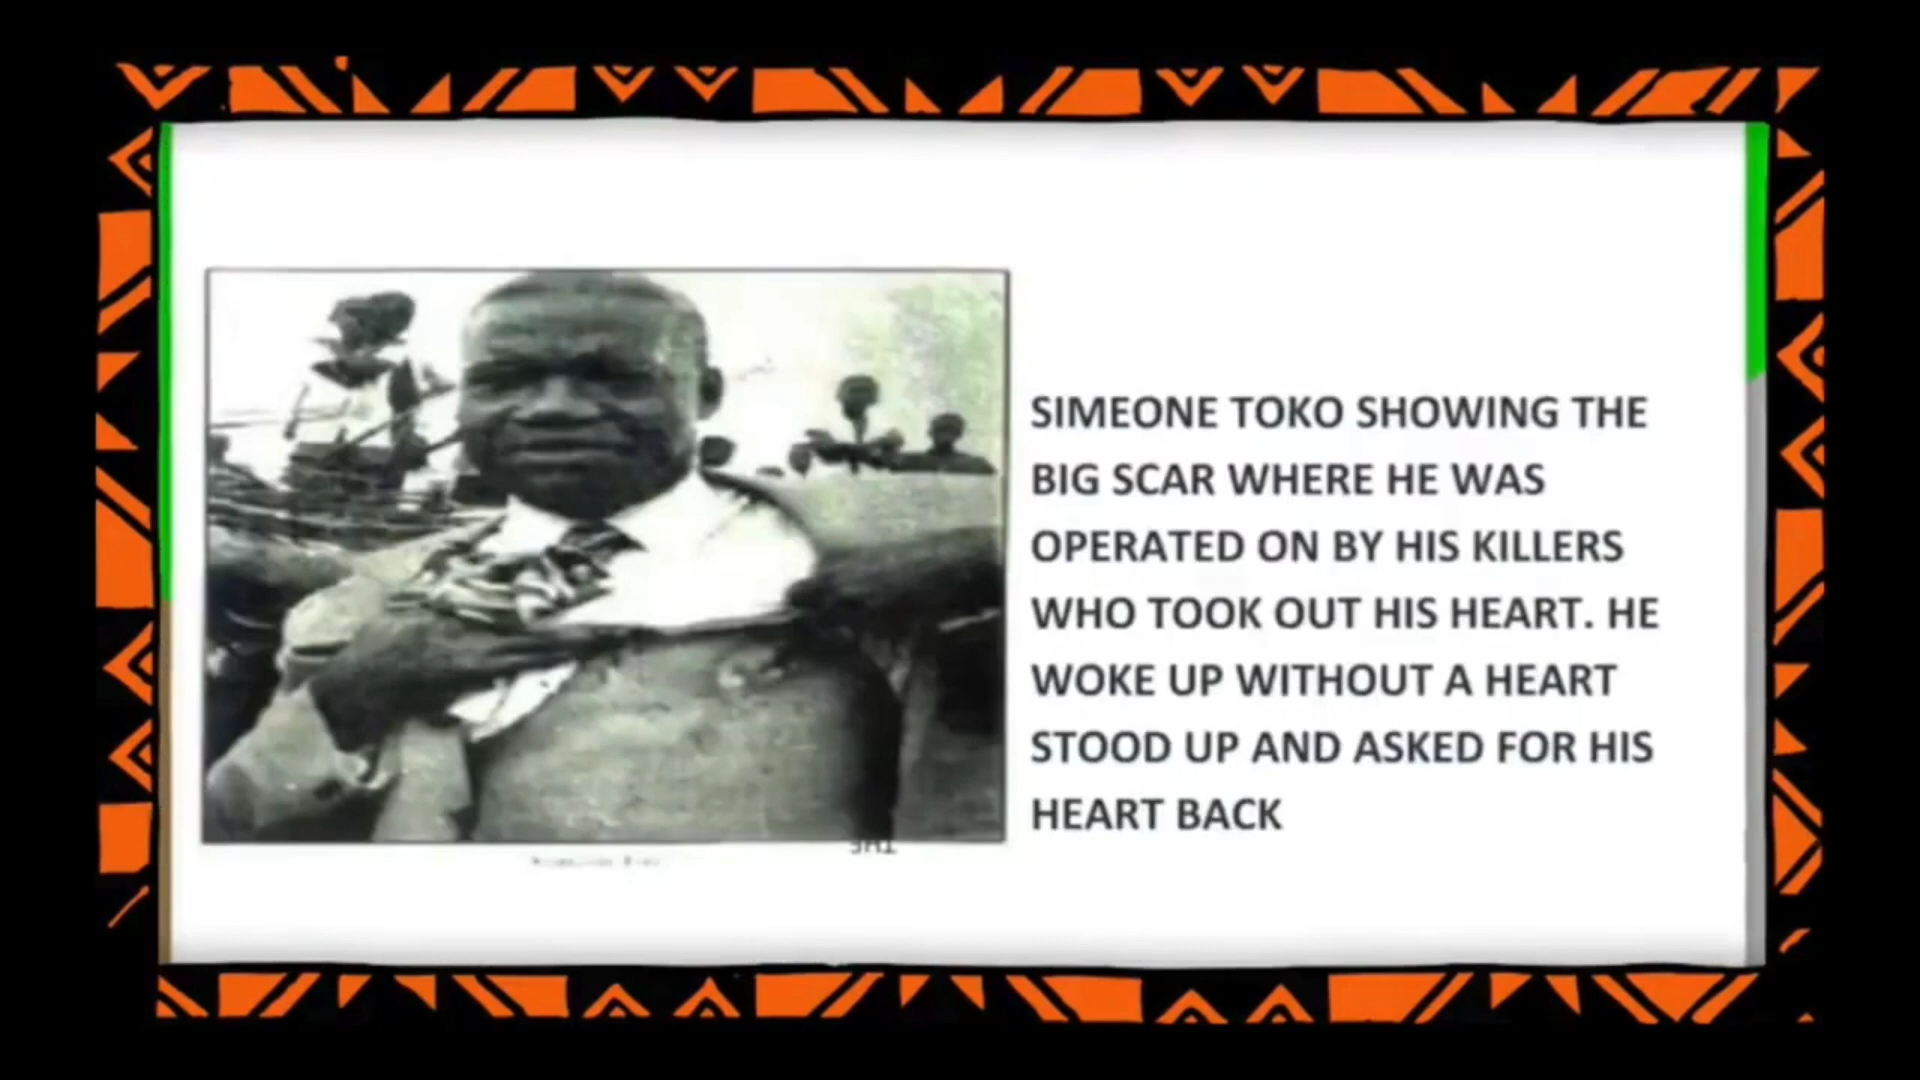 SIMEONE TOKO SHOWING THE
BIG SCAR WHERE HE WAS
OPERATED ON BY HIS KILLERS
WHO TOOK OUT HIS HEART. HE
WOKE UP WITHOUT A HEART
STOOD UP AND ASKED FOR HIS
HEART BACK